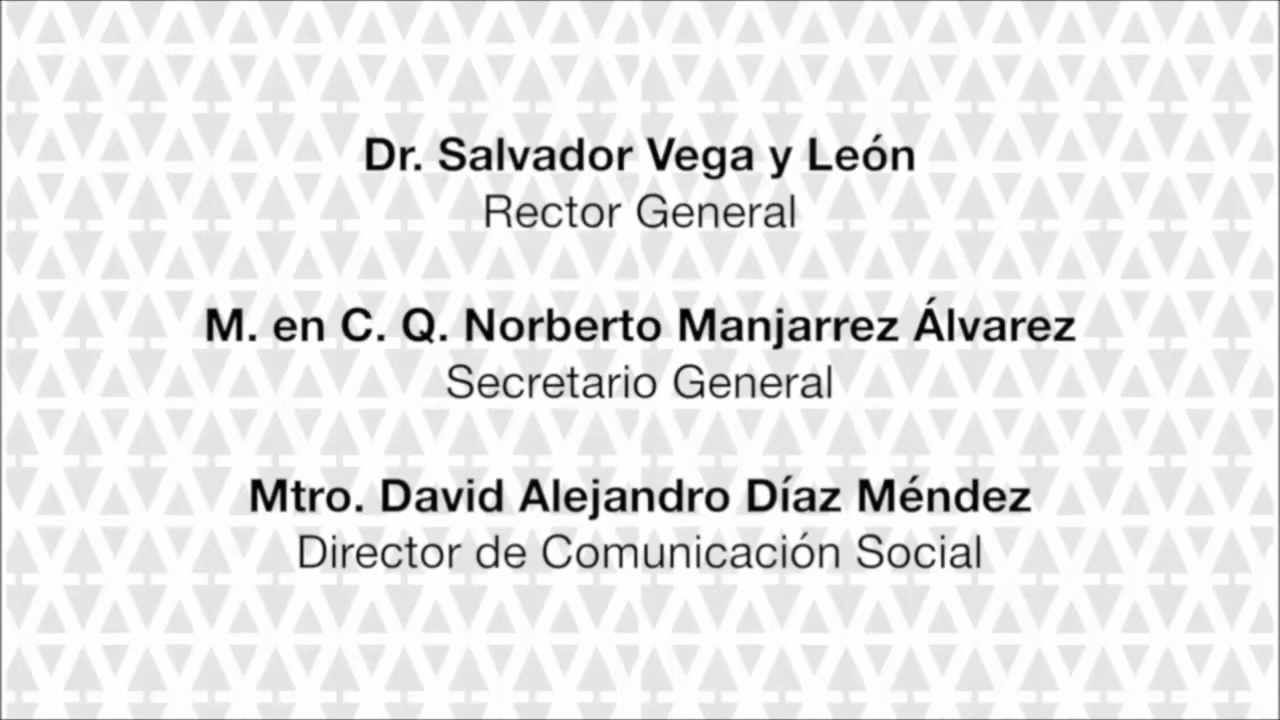 Dr. Salvador Vega y León
Rector General
M. en C. Q. Norberto Manjarrez Álvarez
Secretario General
Mtro. David Alejandro Díaz Méndez
Director de Comunicación Social